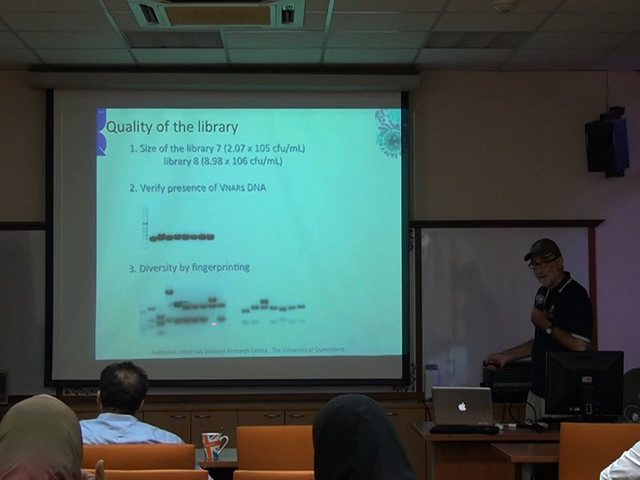 Quality of the library
1. Size of the library 7 (2.07 x 105 cfu/mL)
library 8 (8.98 x 106 cfu/mL)
2. Verify presence of VNARs DNA
3. Diversity by fingerprinting
Australian Infectious Diseases Research Centre, The University of Queensland